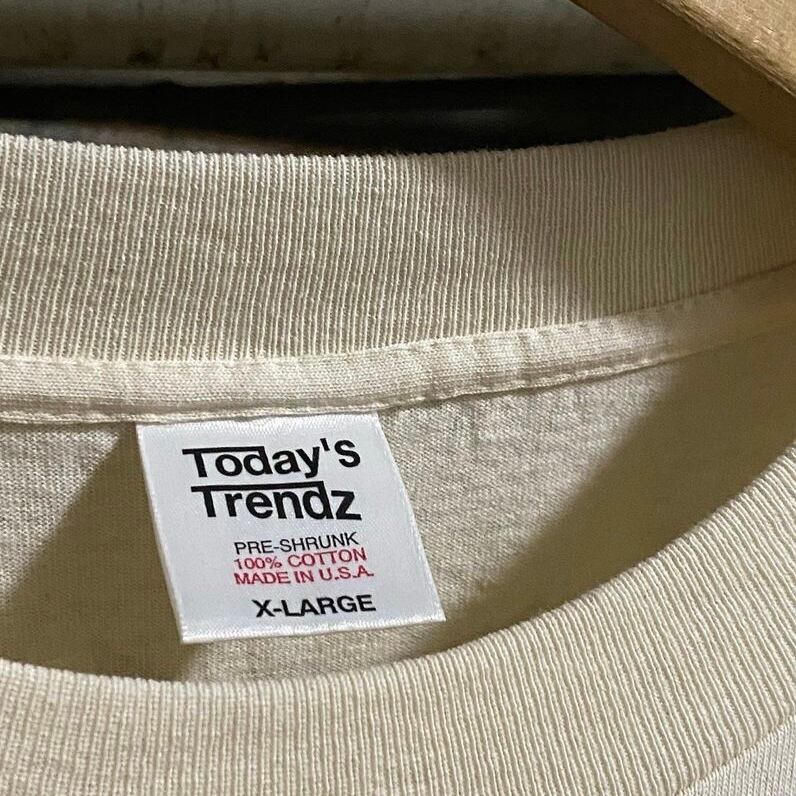 Today's
Trendz
PRE-SHRUNK
100% COTTON
MADE IN U.S.A.
X-LARGE